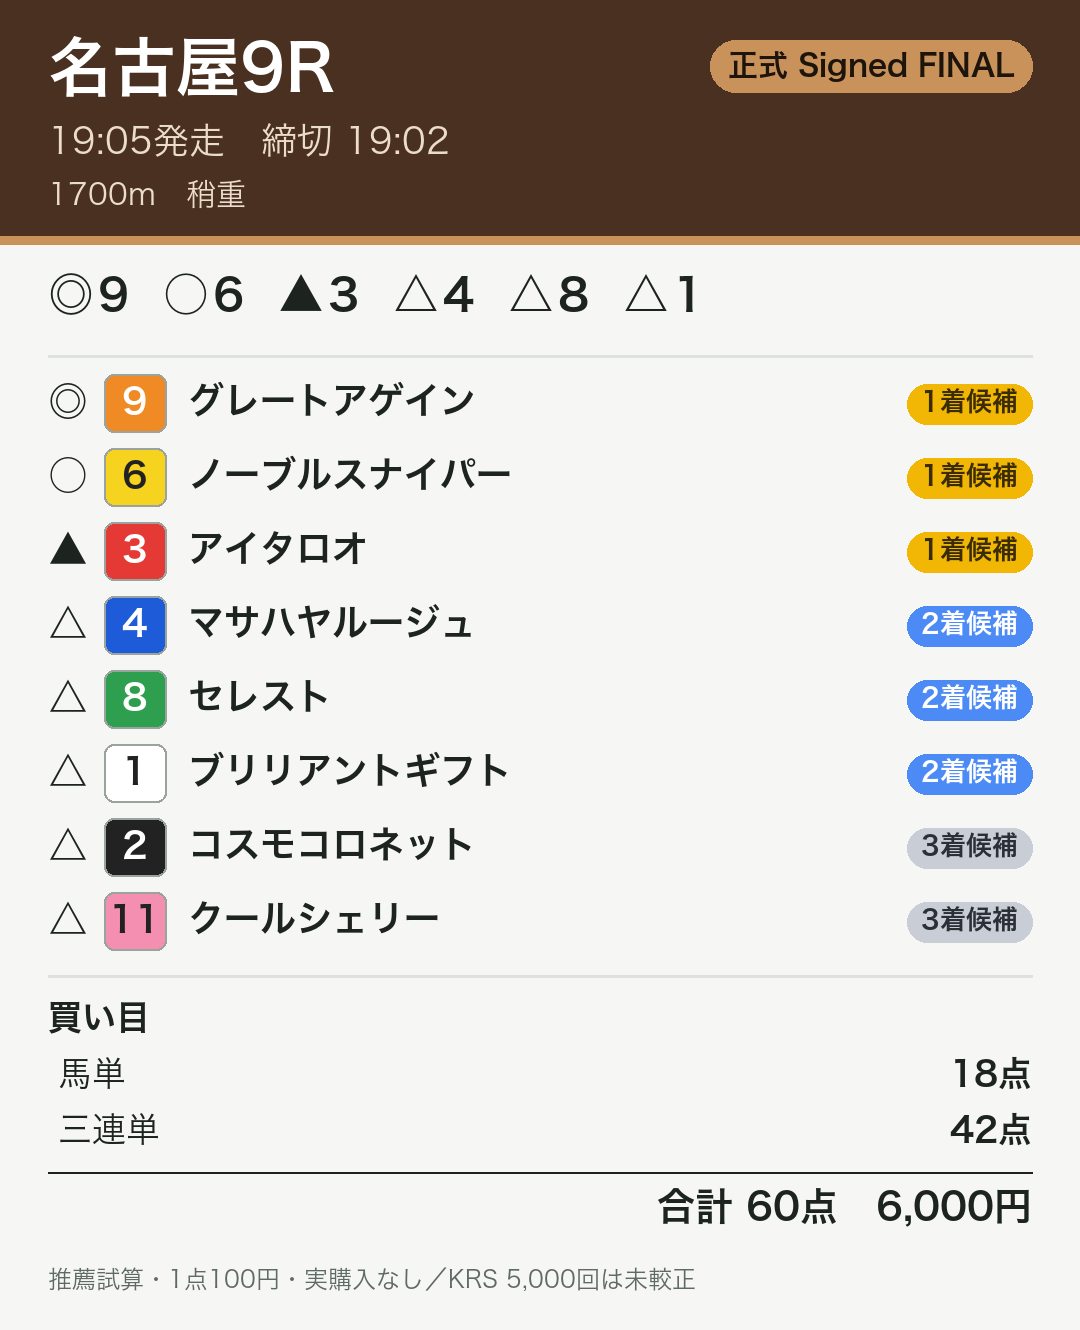 名古屋9R
正式 Signed FINAL
19:05発走　締切 19:02
1700m　稍重
◎9 ○6 ▲3 △4 △8 △1
◎ 9 グレートアゲイン 1着候補
○ 6 ノーブルスナイパー 1着候補
▲ 3 アイタロオ 1着候補
△ 4 マサハヤルージュ 2着候補
△ 8 セレスト 2着候補
△ 1 ブリリアントギフト 2着候補
△ 2 コスモコロネット 3着候補
△ 11 クールシェリー 3着候補
買い目
馬単 18点
三連単 42点
合計 60点　6,000円
推薦試算・1点100円・実購入なし／KRS 5,000回は未較正